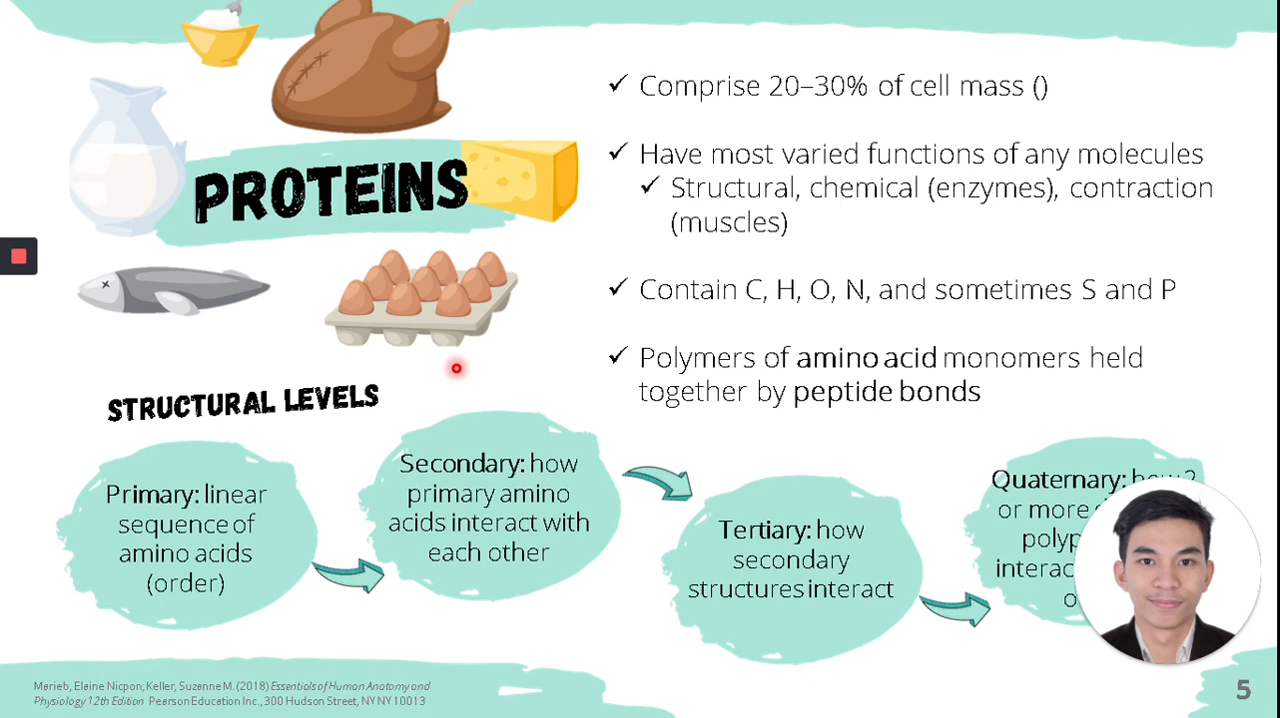 PROTEINS
Comprise 20–30% of cell mass ()
Have most varied functions of any molecules
Structural, chemical (enzymes), contraction
(muscles)
Contain C, H, O, N, and sometimes S and P
Polymers of amino acid monomers held
together by peptide bonds
STRUCTURAL LEVELS
Primary: linear
sequence of
amino acids
(order)
Secondary: how
primary amino
acids interact with
each other
Tertiary: how
secondary
structures interact
Quaternary: how 2
or more
Marieb, Elaine Nicpon; Keller, Suzanne M. (2018) Essentials of Human Anatomy and
Physiology 12th Edition Pearson Education Inc., 300 Hudson Street, NY NY 10013
5